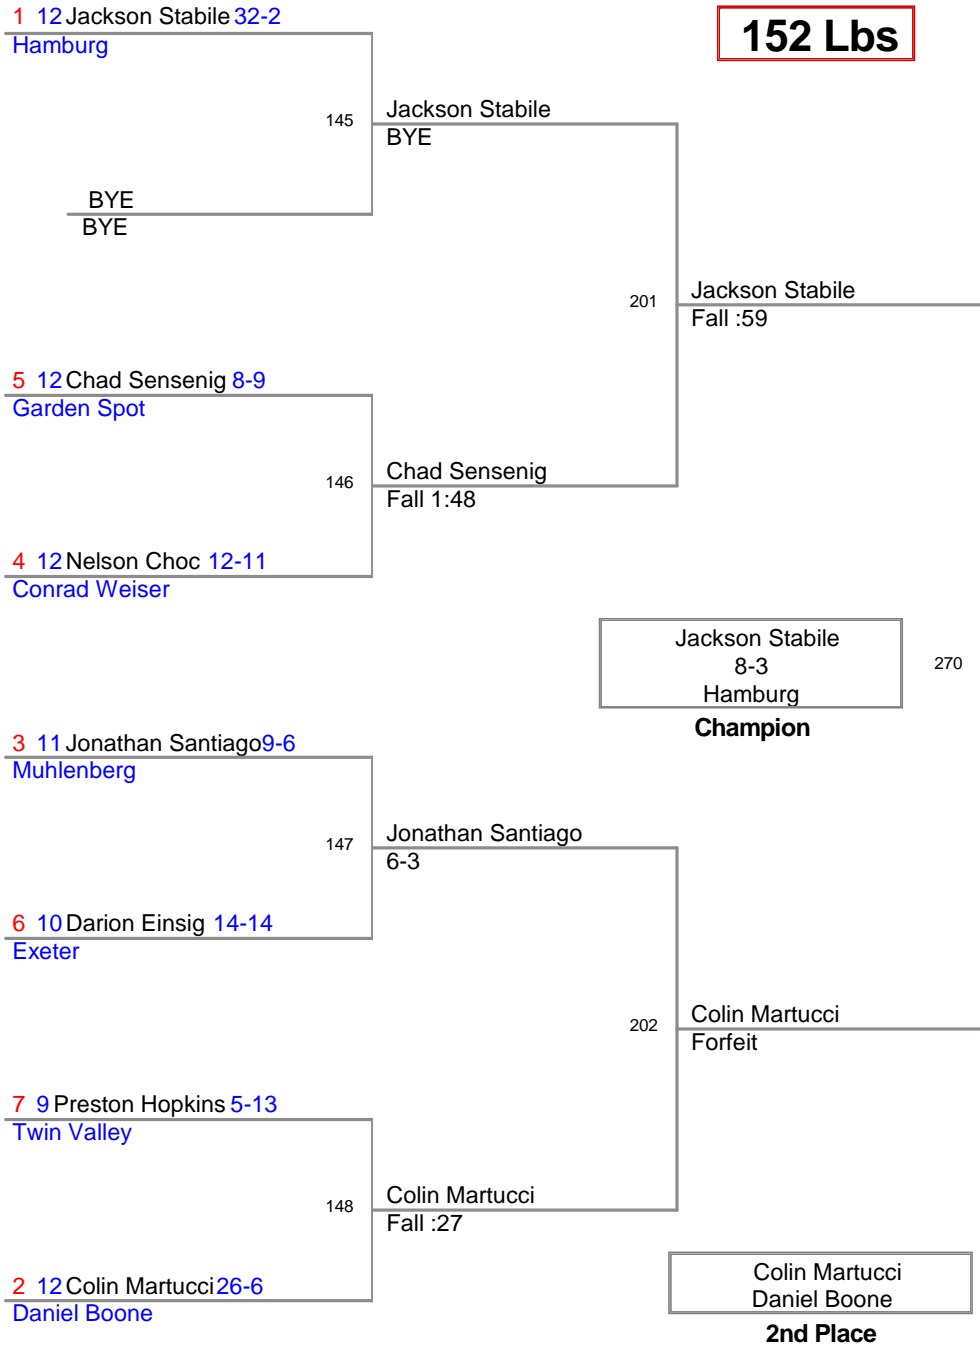 1 12 Jackson Stabile 32-2
Hamburg
152 Lbs
145
Jackson Stabile
BYE
BYE
BYE
201
Jackson Stabile
Fall :59
5 12 Chad Sensenig 8-9
Garden Spot
146
Chad Sensenig
Fall 1:48
4 12 Nelson Choc 12-11
Conrad Weiser
Jackson Stabile
8-3
Hamburg
270
Champion
3 11 Jonathan Santiago 9-6
Muhlenberg
147
Jonathan Santiago
6-3
6 10 Darion Einsig 14-14
Exeter
202
Colin Martucci
Forfeit
7 9 Preston Hopkins 5-13
Twin Valley
148
Colin Martucci
Fall :27
2 12 Colin Martucci 26-6
Daniel Boone
Colin Martucci
Daniel Boone
2nd Place